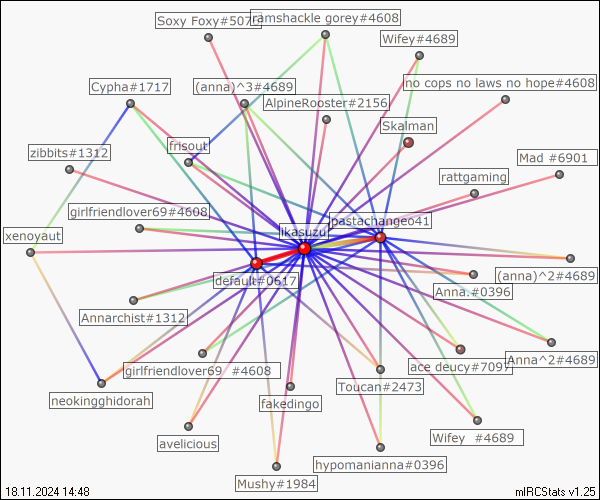 Soxy Foxy#507
ramshackle gorey#4608
Wifey#4689
Cypha#1717
(anna)^3#4689
no cops no laws no hope#4608
AlpineRooster#2156
Skalman
frisout
zibbits#1312
Mad #6901
rattgaming
girlfriendlover69#4608
pastachangeo41
ikasuzu
xenoyaut
(anna)^2#4689
default#0617
Anna.#0396
Annarchist#1312
Anna^2#4689
girlfriendlover69 #4608
ace deucy#7097
Toucan#2473
neokingghidorah
fakedingo
avelicious
Wifey #4689
hypomanianna#0396
Mushy#1984
18.11.2024 14:48
mIRCStats v1.25